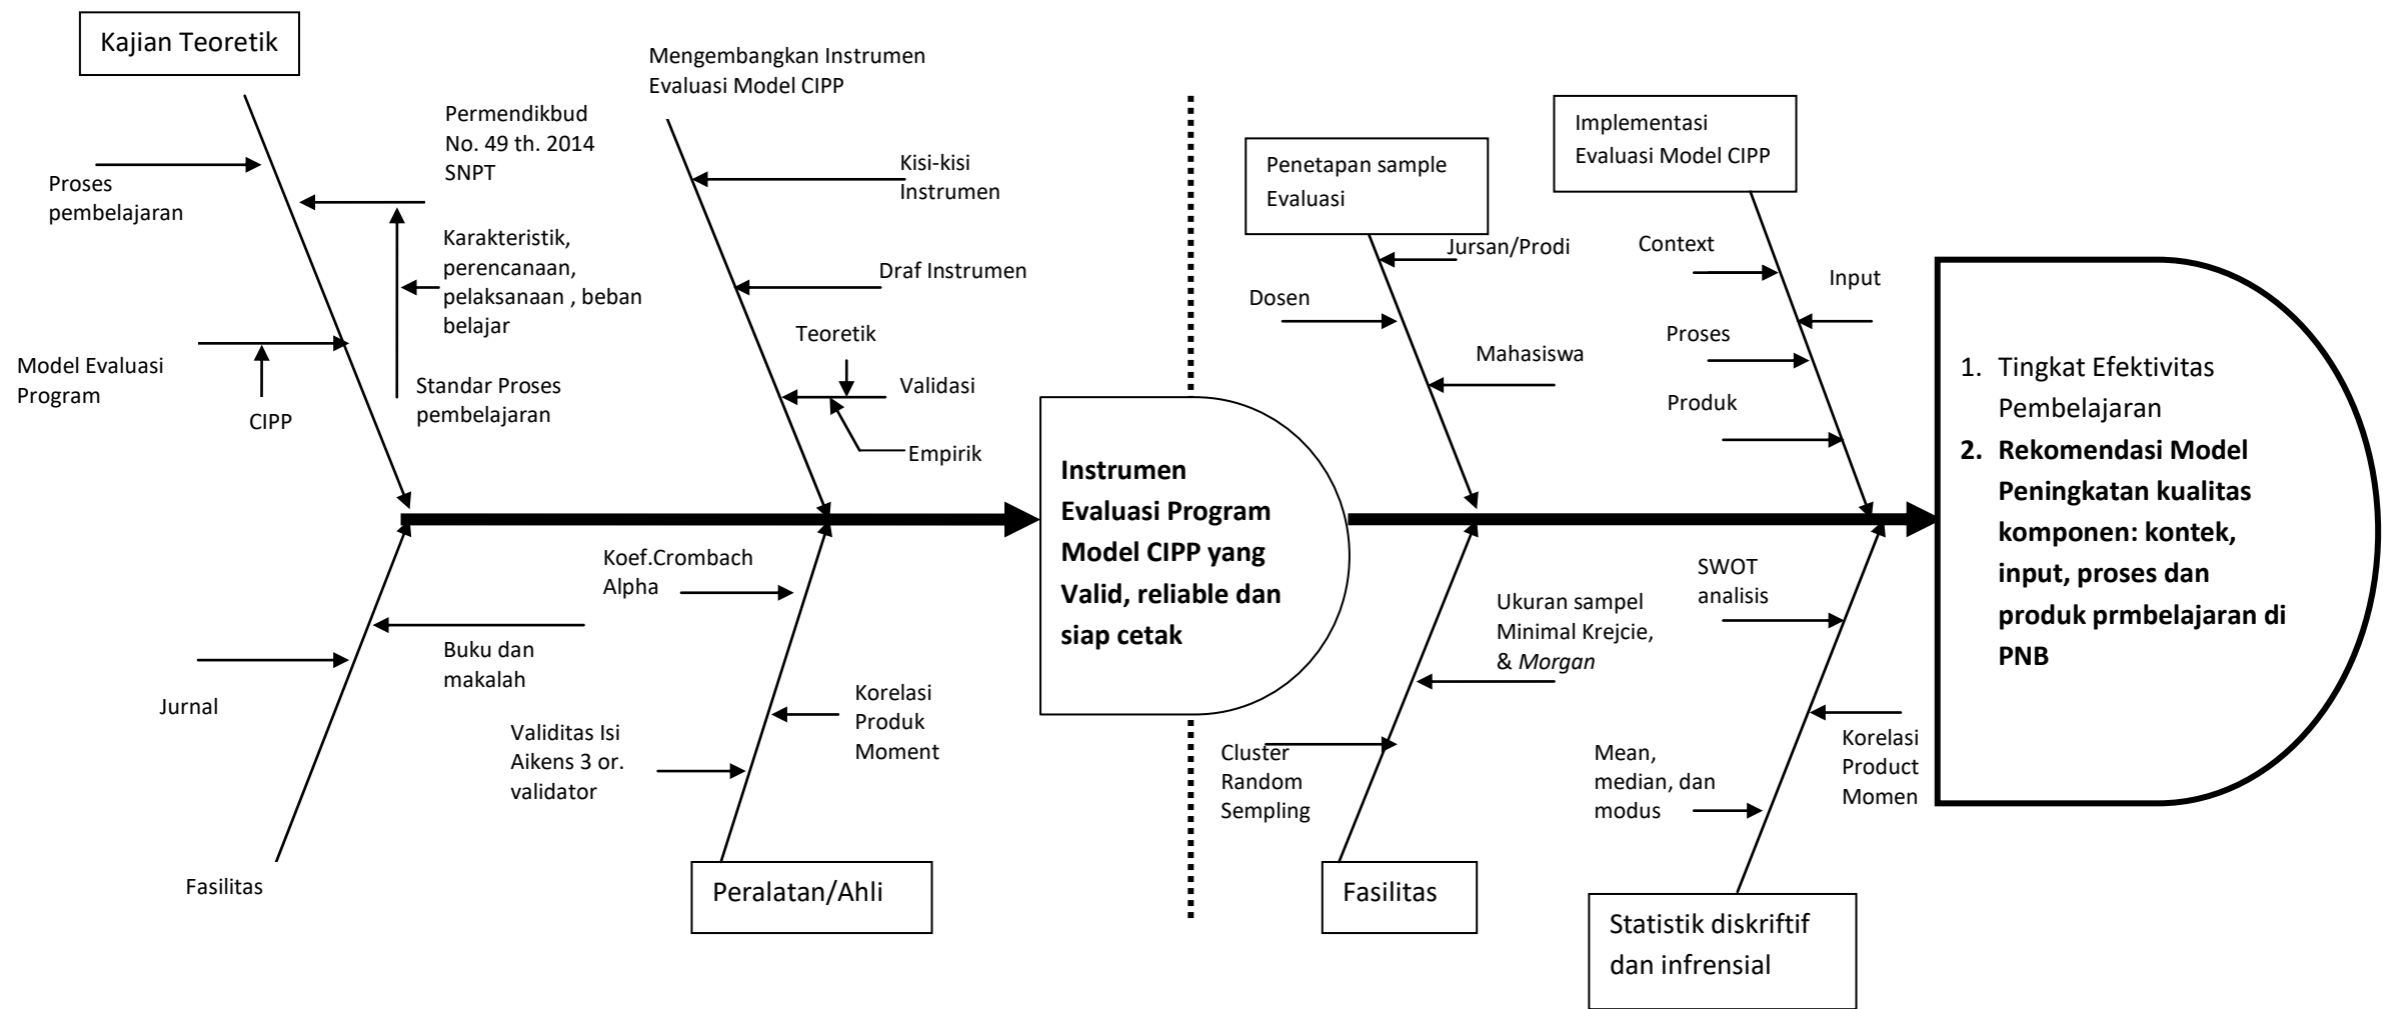 Kajian Teoretik
Mengembangkan Instrumen
Evaluasi Model CIPP
Permendikbud
No. 49 th. 2014
SNPT
Proses
pembelajaran
Karakteristik,
perencanaan,
pelaksanaan , beban
belajar
Model Evaluasi
Program
CIPP
Standar Proses
pembelajaran
Kisi-kisi
Instrumen
Draf Instrumen
Teoretik
Validasi
Empirik
Penetapan sample
Evaluasi
Implementasi
Evaluasi Model CIPP
Jursan/Prodi
Dosen
Mahasiswa
Context
Input
Proses
Produk
Instrumen
Evaluasi Program
Model CIPP yang
Valid, reliable dan
siap cetak
1. Tingkat Efektivitas
Pembelajaran
2. Rekomendasi Model
Peningkatan kualitas
komponen: kontek,
input, proses dan
produk prmbelajaran di
PNB
Koef.Crombach
Alpha
Buku dan
makalah
Jurnal
Fasilitas
Validitas Isi
Aikens 3 or.
validator
Korelasi
Produk
Moment
Peralatan/Ahli
Ukuran sampel
Minimal Krejcie,
& Morgan
Cluster
Random
Sempling
Fasilitas
SWOT
analisis
Mean,
median, dan
modus
Korelasi
Product
Momen
Statistik diskriftif
dan infrensial